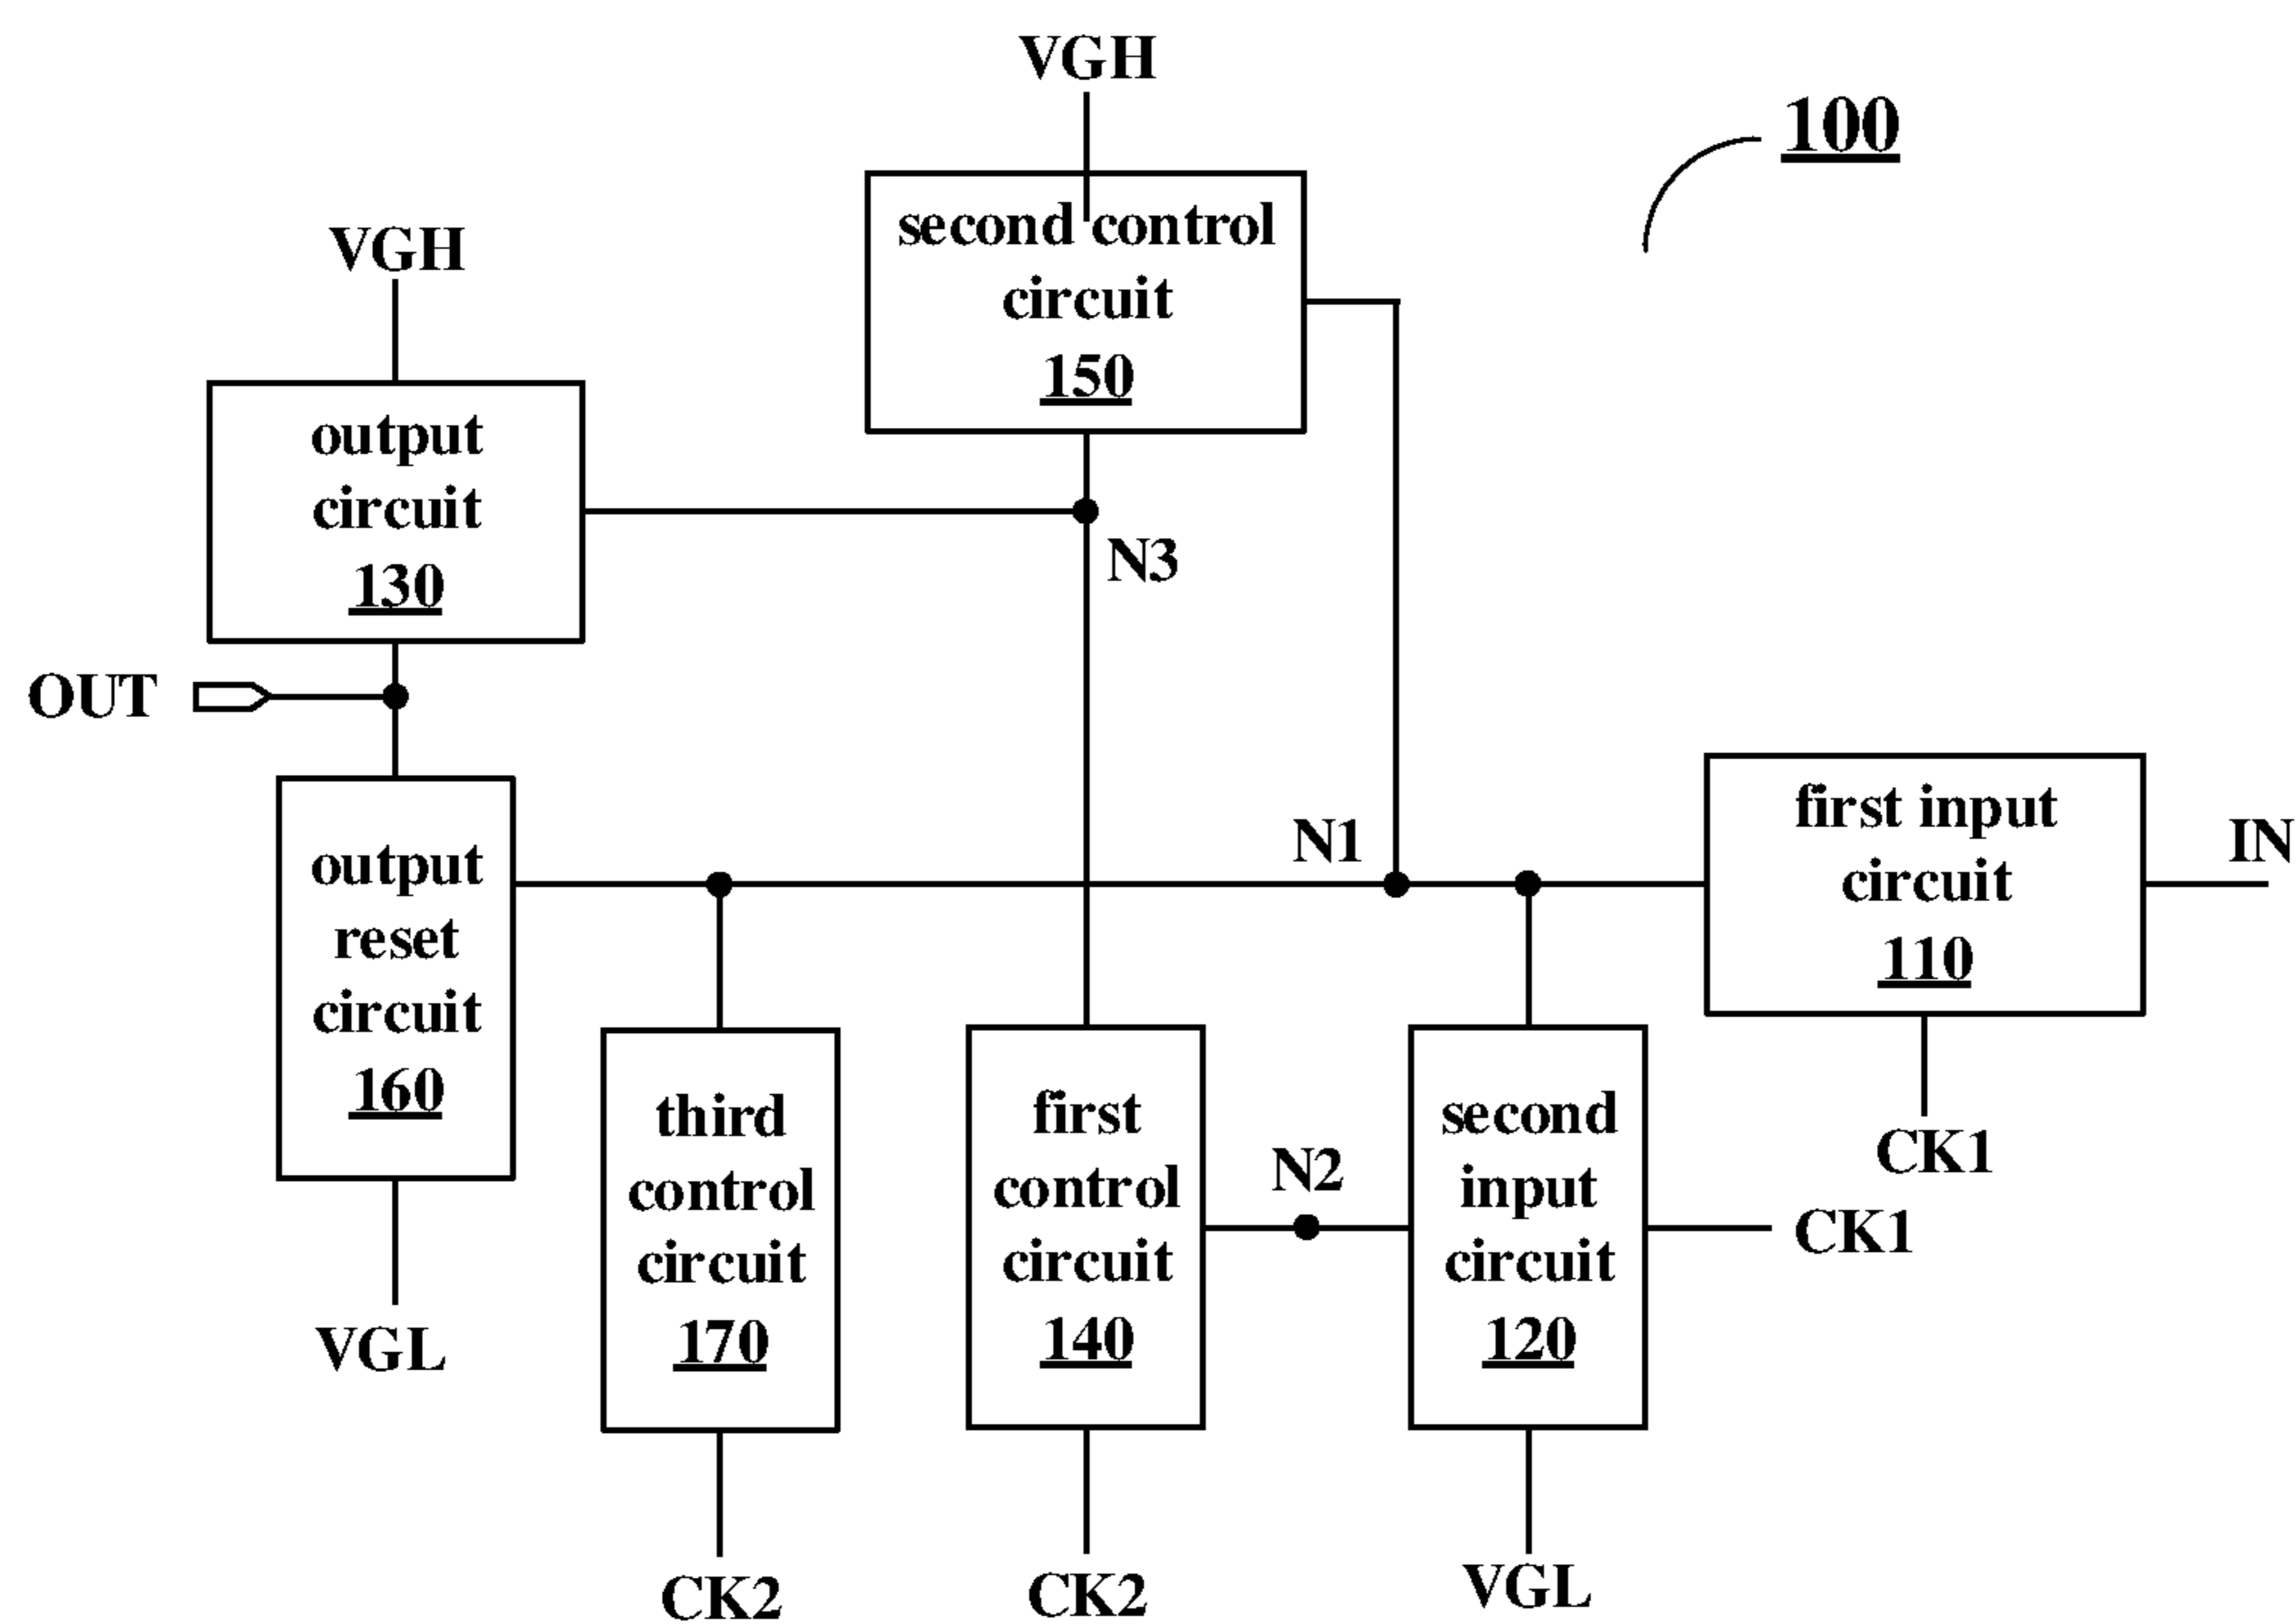 VGH
100
second control
circuit
150
VGH
output
circuit
130
N3
OUT
N1
first input
circuit
110
IN
output
reset
circuit
160
third
control
circuit
170
first
control
circuit
140
N2
second
input
circuit
120
CK1
CK1
VGL
CK2
CK2
VGL